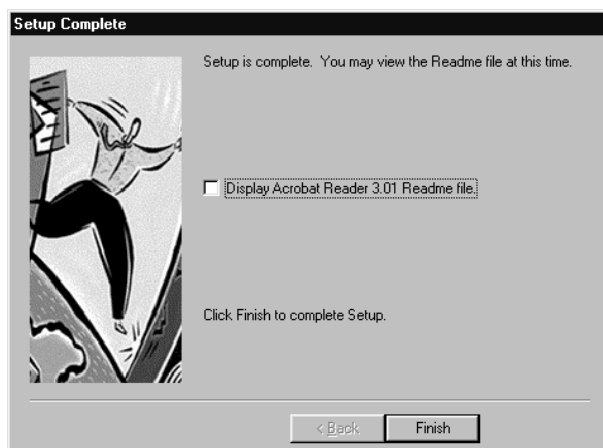 Setup Complete
Setup is complete. You may view the Readme file at this time.
Display Acrobat Reader 3.01 Readme file.
Click Finish to complete Setup.
< Back Finish